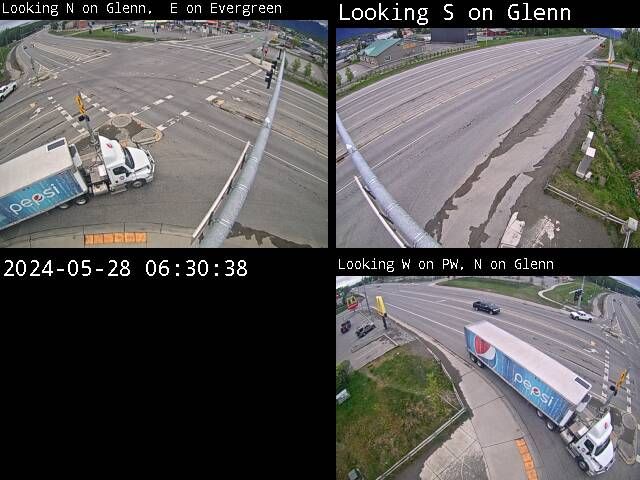 Looking N on Glenn,  E on Evergreen
Looking S on Glenn
pepsi
2024-05-28 06:30:38
Looking W on PW, N on Glenn
pepsi